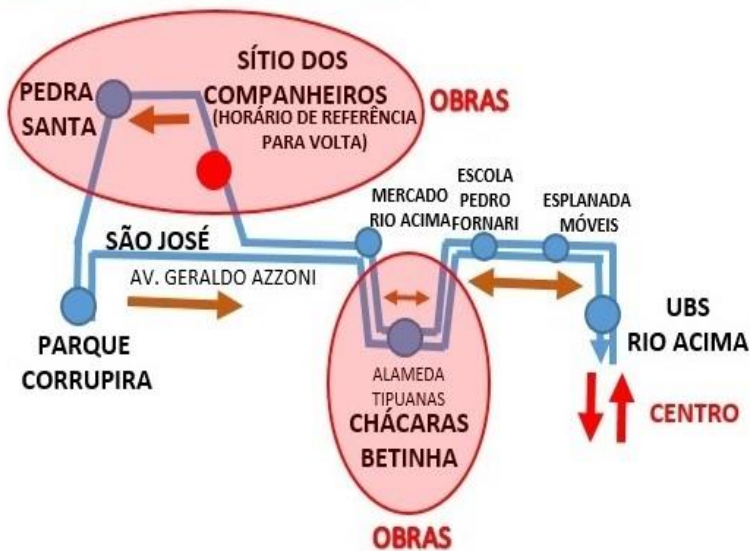 SÍTIO DOS
COMPANHEIROS
(HORÁRIO DE REFERÊNCIA
PARA VOLTA)
PEDRA
SANTA
OBRAS
MERCADO
RIO ACIMA
ESCOLA
PEDRO
FORNARI
ESPLANADA
MÓVEIS
SÃO JOSÉ
AV. GERALDO AZZONI
PARQUE
CORRUPIRA
UBS
RIO ACIMA
ALAMEDA
TIPUANAS
CHÁCARAS
BETINHA
CENTRO
OBRAS